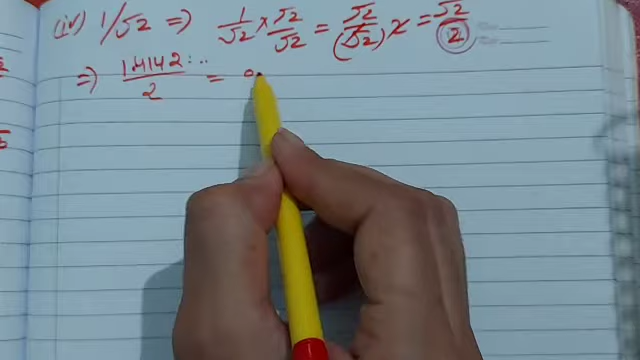 (iv) 1/√2 => 1/√2 × √2/√2 = √2/(√2)² = √2/2
=> 1.4142.../2 = 0.